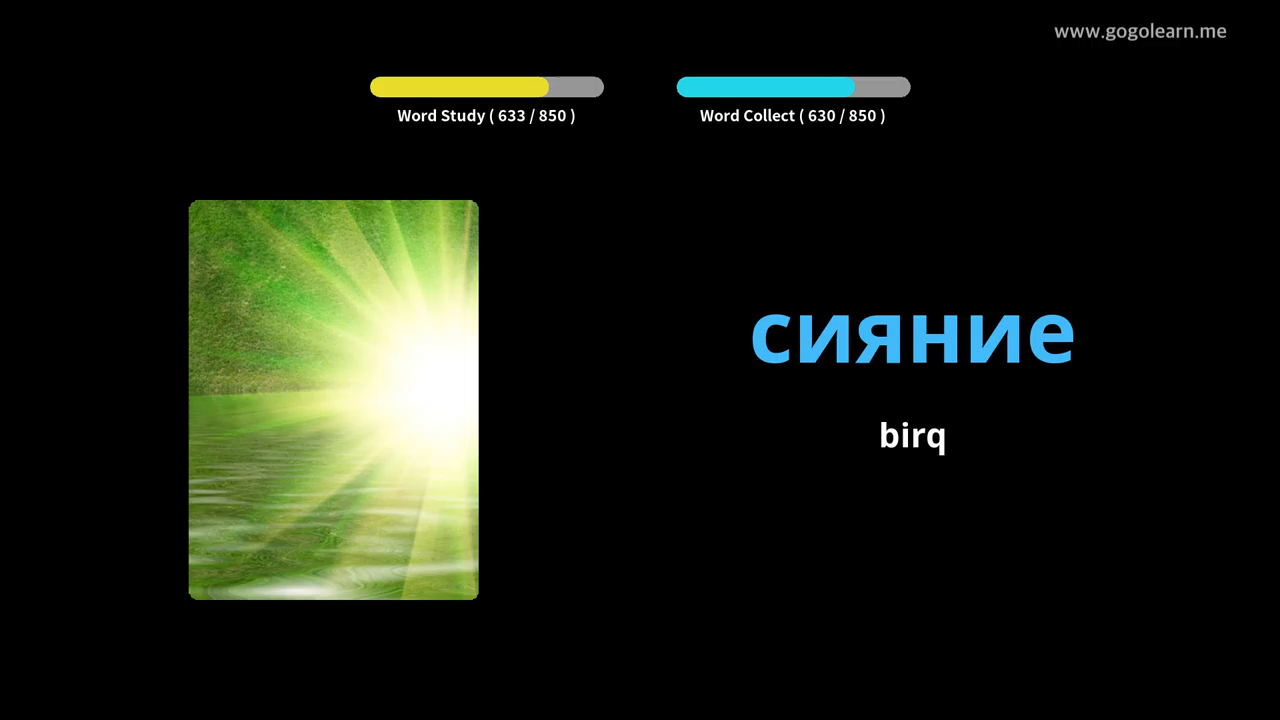 www.gogolearn.me
Word Study ( 633 / 850 )
Word Collect ( 630 / 850 )
сияние
birq